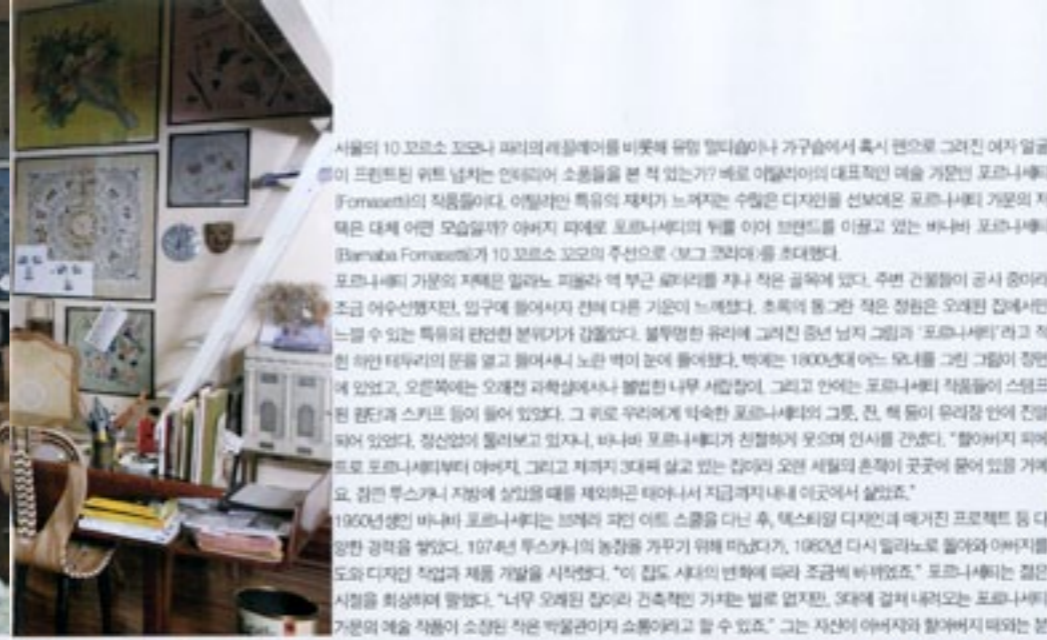 서울의 10 꼬르소 꼬모나 파리의 레클레어를 비롯해 유럽 멀티숍이나 가구숍에서 혹시 펜으로 그려진 여자 얼굴
이 프린트된 위트 넘치는 인테리어 소품들을 본 적 있는가? 바로 이탈리아의 대표적인 예술 가문인 포르나세티
(Fornasetti)의 작품들이다. 이탈리안 특유의 재치가 느껴지는 수많은 디자인을 선보여온 포르나세티 가문의 저
택은 대체 어떤 모습일까? 아버지 피에로 포르나세티의 뒤를 이어 브랜드를 이끌고 있는 바나바 포르나세티
(Barnaba Fornasetti)가 10 꼬르소 꼬모의 주선으로 <보그 코리아>를 초대했다.
포르나세티 가문의 저택은 밀라노 피올라 역 부근 로터리를 지나 작은 골목에 있다. 주변 건물들이 공사 중이라
조금 어수선했지만, 입구에 들어서자 전혀 다른 기운이 느껴졌다. 초록의 동그란 작은 정원은 오래된 집에서만
느낄 수 있는 특유의 편안한 분위기가 감돌았다. 불투명한 유리에 그려진 중년 남자 그림과 '포르나세티'라고 적
힌 하얀 테두리의 문을 열고 들어서니 노란 벽이 눈에 들어왔다. 벽에는 1800년대 어느 모녀를 그린 그림이 정면
에 있었고, 오른쪽에는 오래전 과학실에서나 봤법한 나무 서랍장이, 그리고 안에는 포르나세티 작품들이 스탬프
된 원단과 스카프 등이 들어 있었다. 그 위로 우리에게 익숙한 포르나세티의 그릇, 잔, 책 등이 유리장 안에 진열
되어 있었다. 정신없이 둘러보고 있자니, 바나바 포르나세티가 친절하게 웃으며 인사를 건넸다. "할아버지 피에
트로 포르나세티부터 아버지, 그리고 저까지 3대째 살고 있는 집이라 오랜 세월의 흔적이 곳곳에 묻어 있을 거예
요. 잠깐 투스카니 지방에 살았을 때를 제외하곤 태어나서 지금까지 내내 이곳에서 살았죠."
1950년생인 바나바 포르나세티는 브레라 파인 아트 스쿨을 다닌 후, 텍스타일 디자인과 매거진 프로젝트 등 다
양한 경력을 쌓았다. 1974년 투스카니의 농장을 가꾸기 위해 떠났다가, 1982년 다시 밀라노로 돌아와 아버지를
도와 디자인 작업과 제품 개발을 시작했다. "이 집도 시대의 변화에 따라 조금씩 바뀌었죠." 포르나세티는 젊은
시절을 회상하며 말했다. "너무 오래된 집이라 건축적인 가치는 별로 없지만, 3대에 걸쳐 내려오는 포르나세티
가문의 예술 작품이 소장된 작은 박물관이자 쇼룸이라고 할 수 있죠." 그는 자신이 아버지와 할아버지 때와는 분